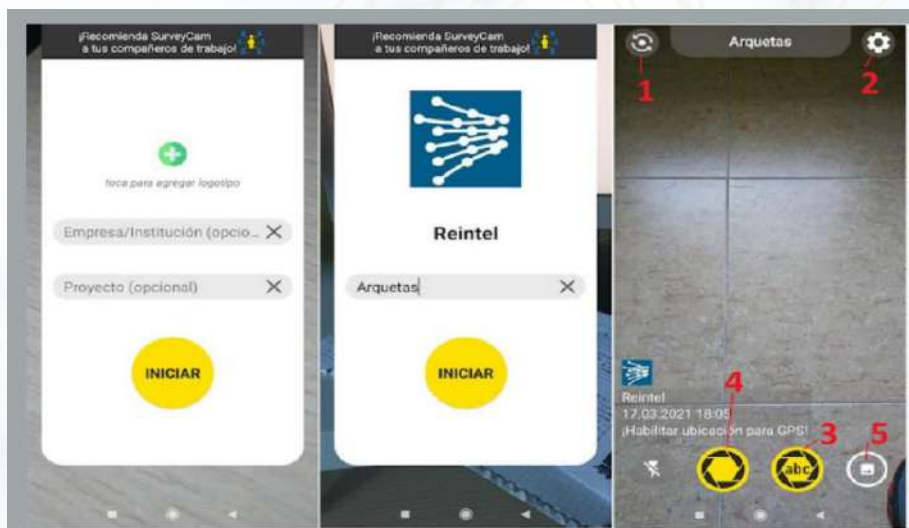 ¡Recomienda SurveyCam
a tus compañeros de trabajo!
toca para agregar logotipo
Empresa/Institución (opcio...
Proyecto (opcional)
INICIAR
¡Recomienda SurveyCam
a tus compañeros de trabajo!
Reintel
Arquetas
INICIAR
Arquetas
1
2
4
Reintel
17.03.2021 18:05
¡Habilitar ubicación para GPS!
3
5
abc